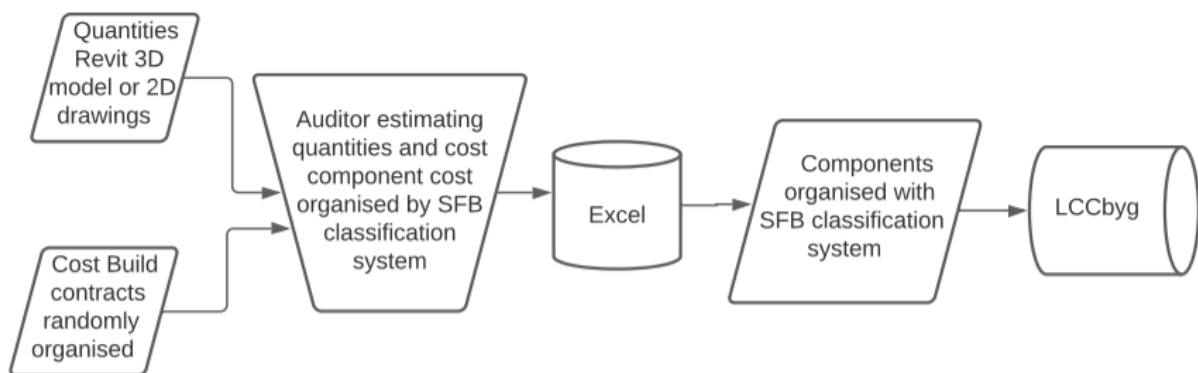 Quantities
Revit 3D
model or 2D
drawings
Cost Build
contracts
randomly
organised
Auditor estimating
quantities and cost
component cost
organised by SFB
classification
system
Excel
Components
organised with
SFB classification
system
LCCbyg